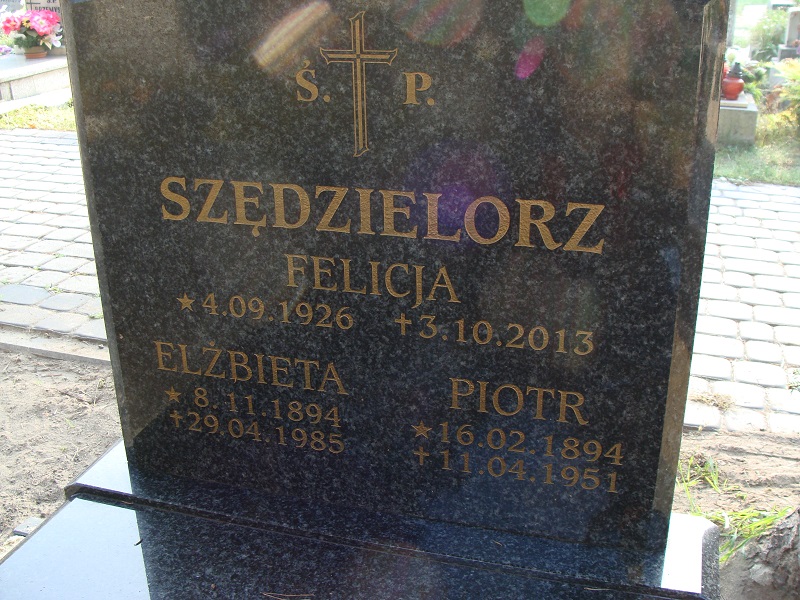 Ś. P.
SZĘDZIELORZ
FELICJA
★4.09.1926 ✝3.10.2013
ELŻBIETA
★ 8.11.1894
✝29.04.1985
PIOTR
★16.02.1894
✝11.04.1951